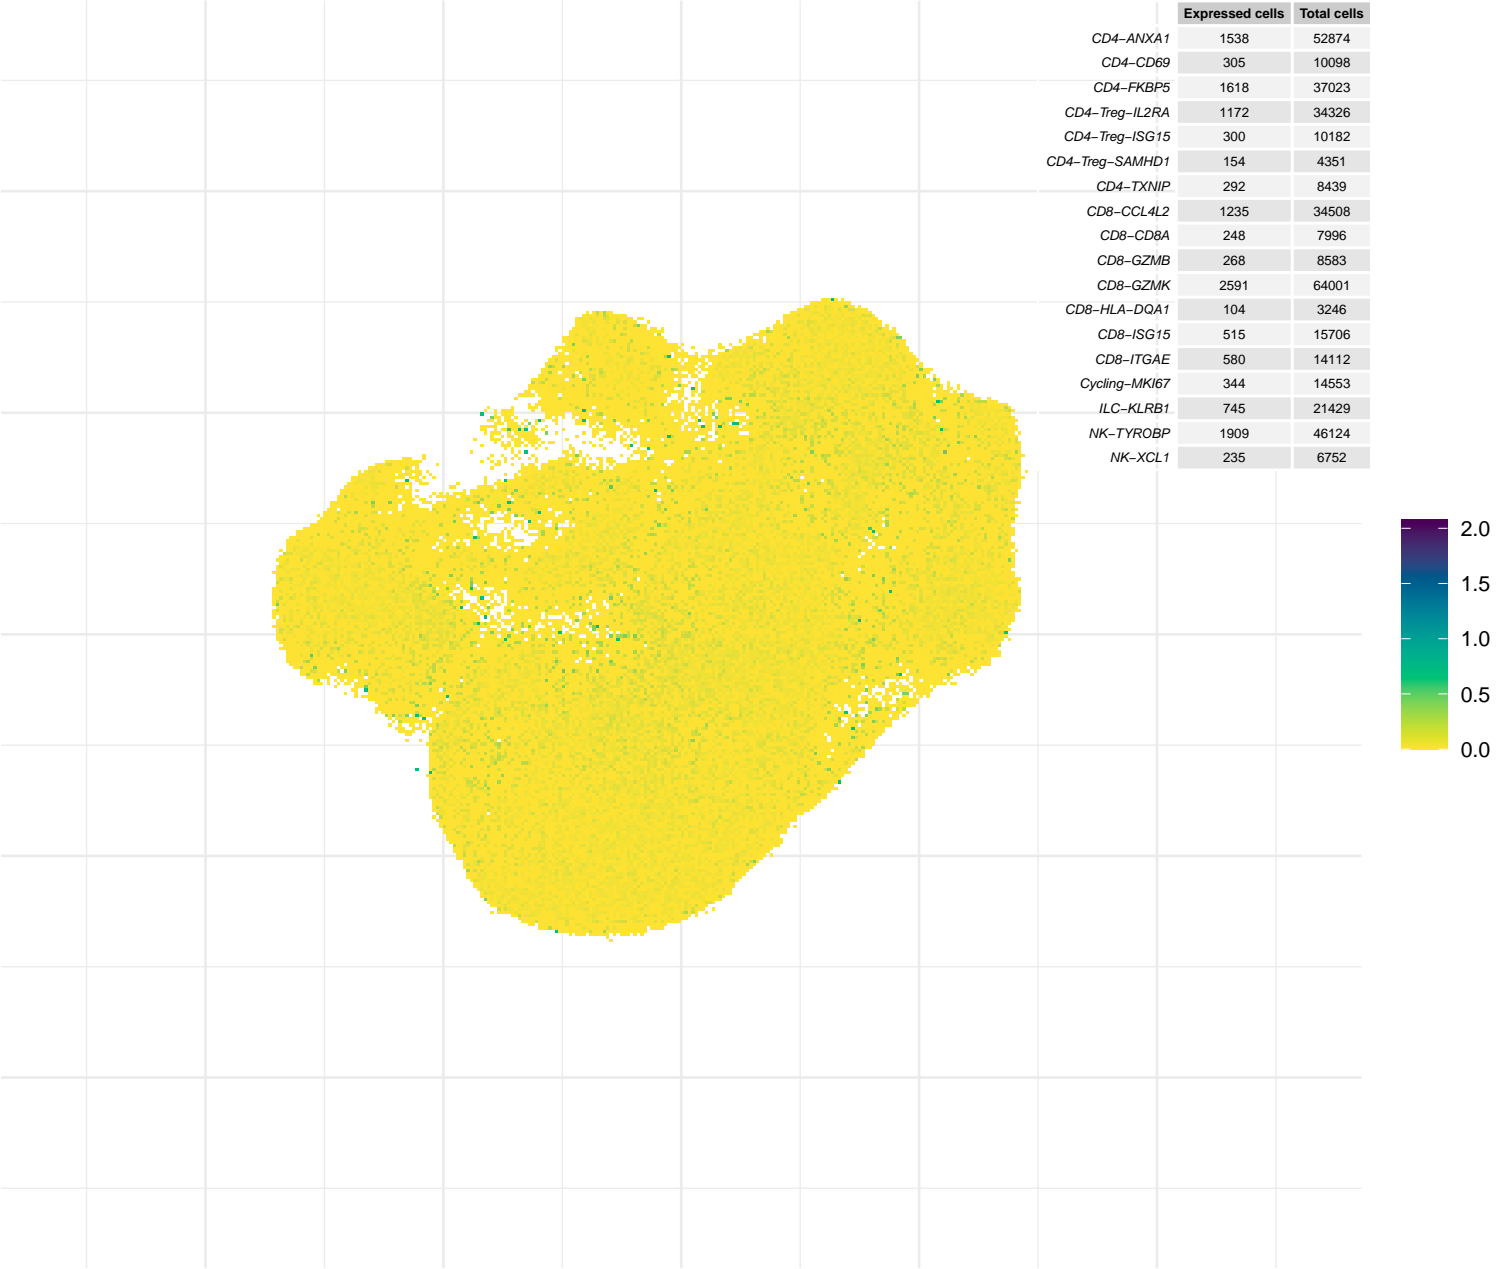 Expressed cells Total cells
CD4−ANXA1 1538 52874
CD4−CD69 305 10098
CD4−FKBP5 1618 37023
CD4−Treg−IL2RA 1172 34326
CD4−Treg−ISG15 300 10182
CD4−Treg−SAMHD1 154 4351
CD4−TXNIP 292 8439
CD8−CCL4L2 1235 34508
CD8−CD8A 248 7996
CD8−GZMB 268 8583
CD8−GZMK 2591 64001
CD8−HLA−DQA1 104 3246
CD8−ISG15 515 15706
CD8−ITGAE 580 14112
Cycling−MKI67 344 14553
ILC−KLRB1 745 21429
NK−TYROBP 1909 46124
NK−XCL1 235 6752
2.0
1.5
1.0
0.5
0.0